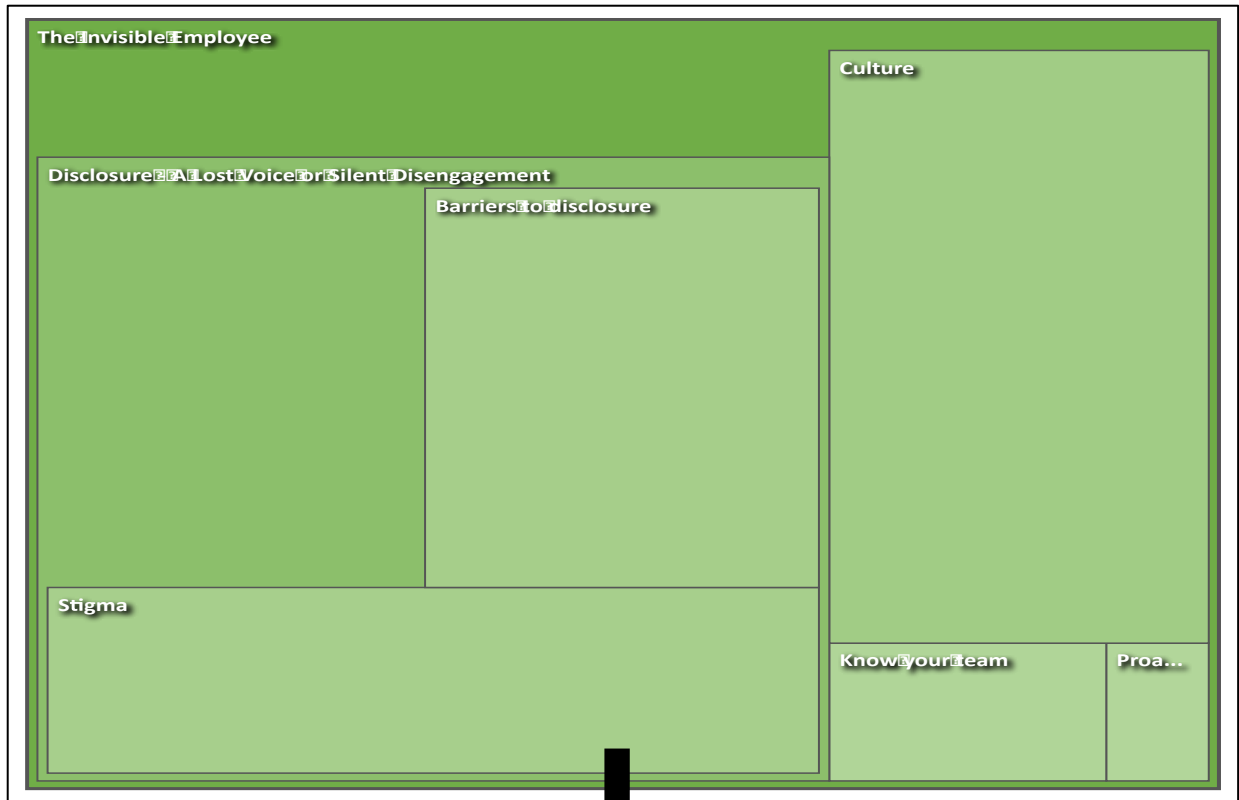 The Invisible Employee
Culture
Disclosure - A Lost Voice or Silent Disengagement
Barriers to disclosure
Stigma
Know your team
Proa...